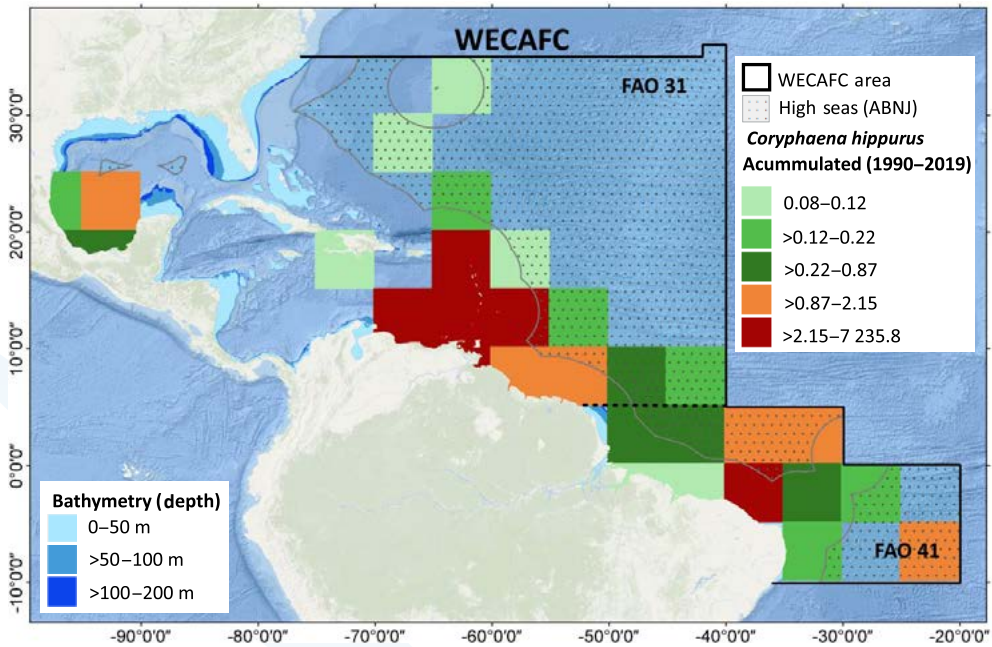 WECAFC
FAO 31
WECAFC area
High seas (ABNJ)
Coryphaena hippurus
Acummulated (1990–2019)
0.08–0.12
>0.12–0.22
>0.22–0.87
>0.87–2.15
>2.15–7 235.8
30°0'0"
20°0'0"
10°0'0"
0°0'0"
-10°0'0"
Bathymetry (depth)
0–50 m
>50–100 m
>100–200 m
FAO 41
-90°0'0"
-80°0'0"
-70°0'0"
-60°0'0"
-50°0'0"
-40°0'0"
-30°0'0"
-20°0'0"